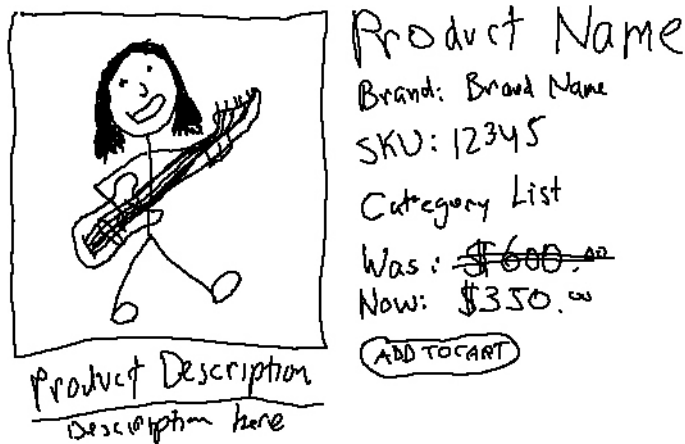 Product Name
Brand: Brand Name
SKU: 12345
Category List
Was: $600.00
Now: $350.00
ADD TO CART
Product Description
Description here